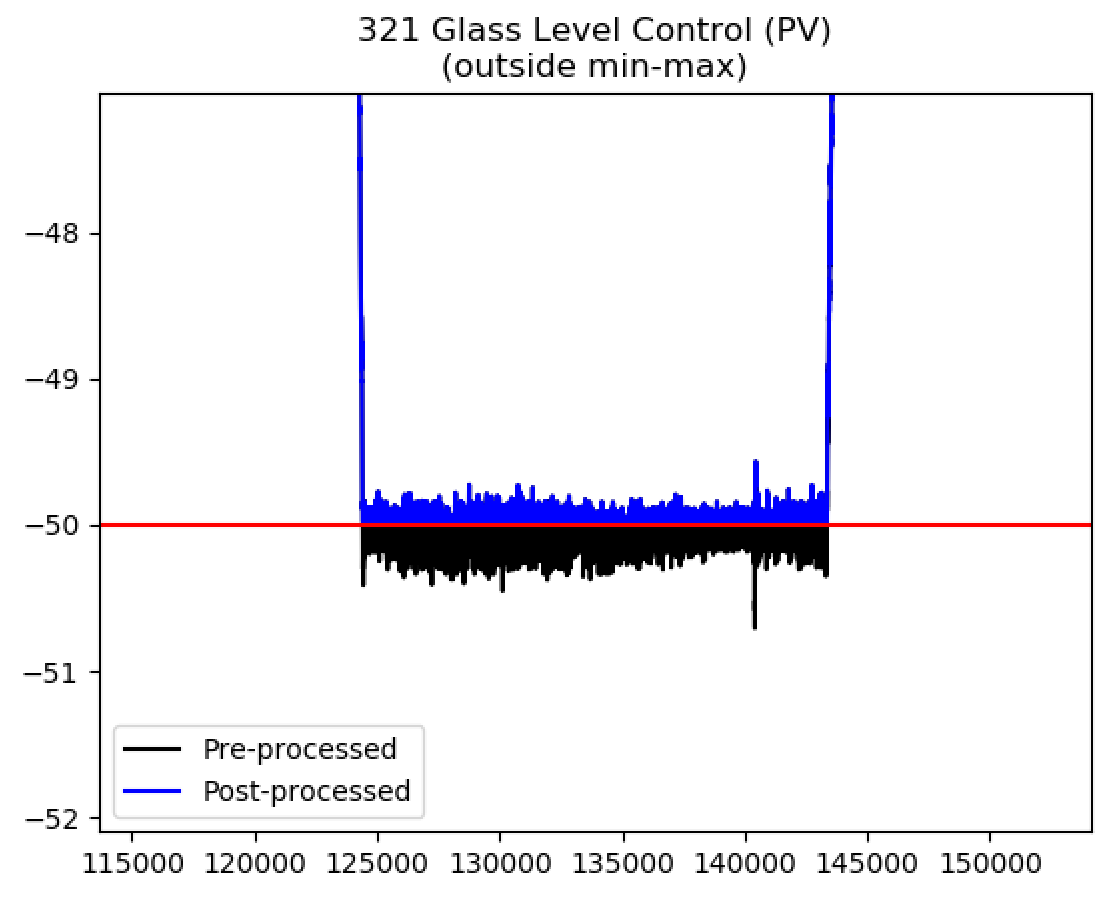 321 Glass Level Control (PV)
(outside min-max)
−48
−49
−50
−51
−52
Pre-processed
Post-processed
115000 120000 125000 130000 135000 140000 145000 150000